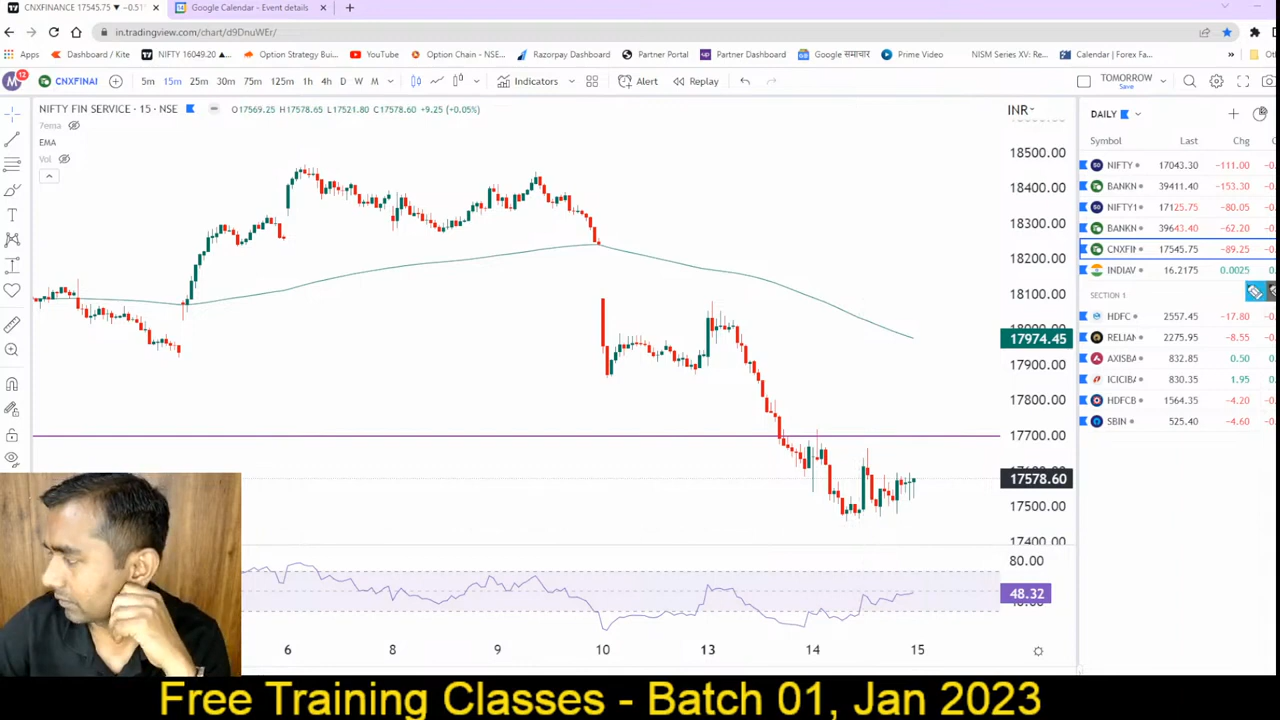 CNXFINANCE 17545.75 ▼ −0.51%
Google Calendar - Event details
in.tradingview.com/chart/d9DnuWEr/
Apps
Dashboard / Kite
NIFTY 16049.20 ▲
Option Strategy Bu...
YouTube
Option Chain - NSE...
Razorpay Dashboard
Partner Portal
Partner Dashboard
Google समाचार
Prime Video
NISM Series XV: Re...
Calendar | Forex Fa...
M 12
CNXFINAI
5m 15m 25m 30m 75m 125m 1h 4h D W M
Indicators
Alert
Replay
TOMORROW
Save
NIFTY FIN SERVICE · 15 · NSE
O17569.25 H17578.65 L17521.80 C17578.60 +9.25 (+0.05%)
7ema
EMA
Vol
INR
18500.00
18400.00
18300.00
18200.00
18100.00
17974.45
17900.00
17800.00
17700.00
17578.60
17500.00
17400.00
80.00
48.32
6 8 9 10 13 14 15
DAILY
Symbol Last Chg
NIFTY 17043.30 −111.00
BANKN 39411.40 −153.30
NIFTY1 17125.75 −80.05
BANKN 39643.40 −62.20
CNXFIN 17545.75 −89.25
INDIAV 16.2175 0.0025
SECTION 1
HDFC 2557.45 −17.80
RELIAN 2275.95 −8.55
AXISBA 832.85 0.50
ICICIBA 830.35 1.95
HDFCB 1564.35 −4.20
SBIN 525.40 −4.60
Free Training Classes - Batch 01, Jan 2023